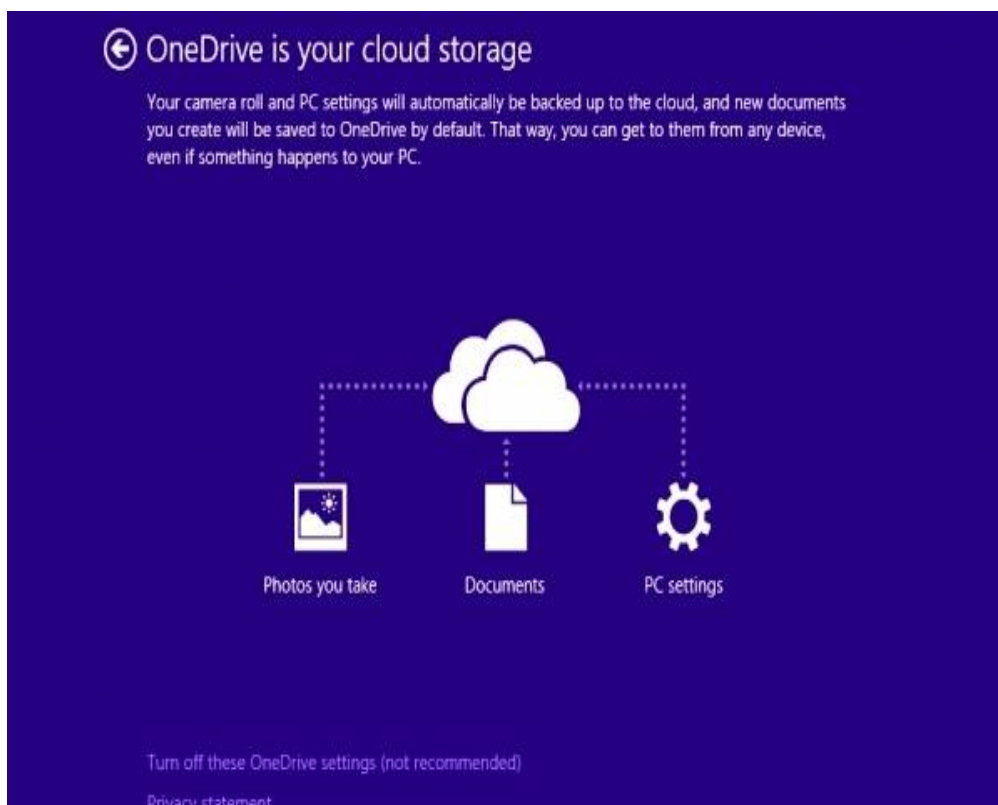 OneDrive is your cloud storage
Your camera roll and PC settings will automatically be backed up to the cloud, and new documents
you create will be saved to OneDrive by default. That way, you can get to them from any device,
even if something happens to your PC.
Photos you take
Documents
PC settings
Turn off these OneDrive settings (not recommended)
Privacy statement